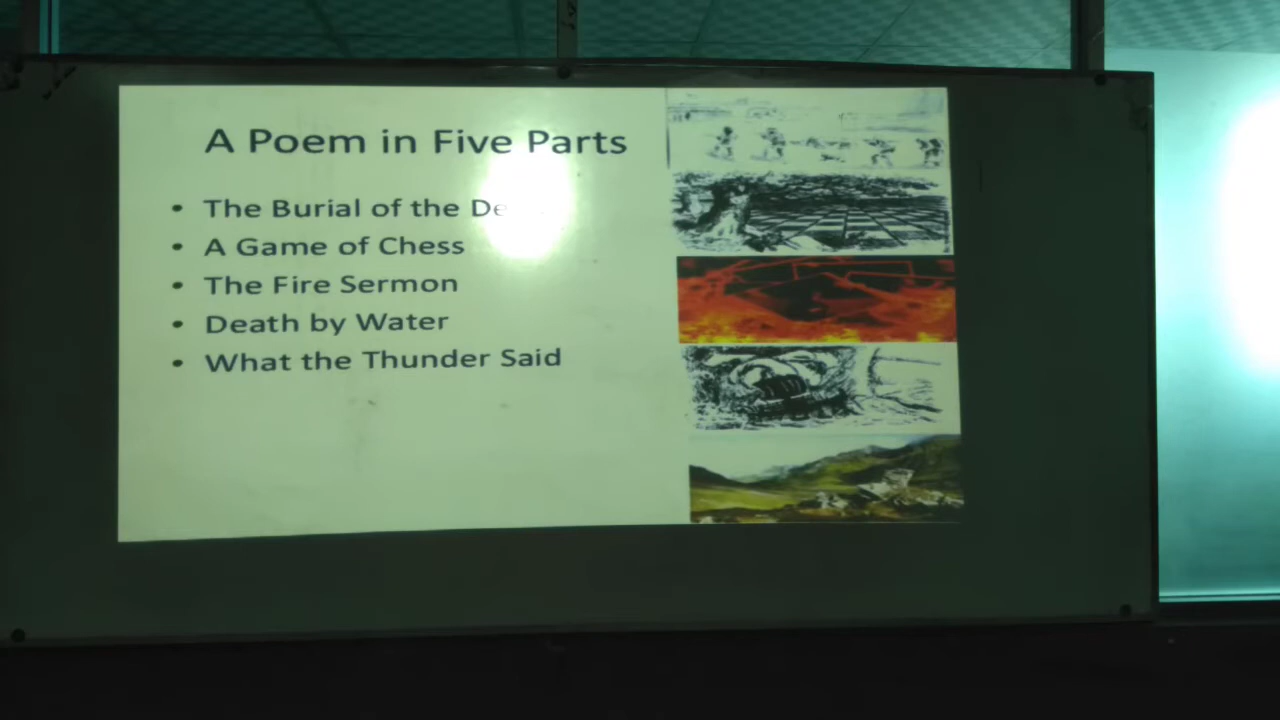 A Poem in Five Parts
• The Burial of the
• A Game of Chess
• The Fire Sermon
• Death by Water
• What the Thunder Said